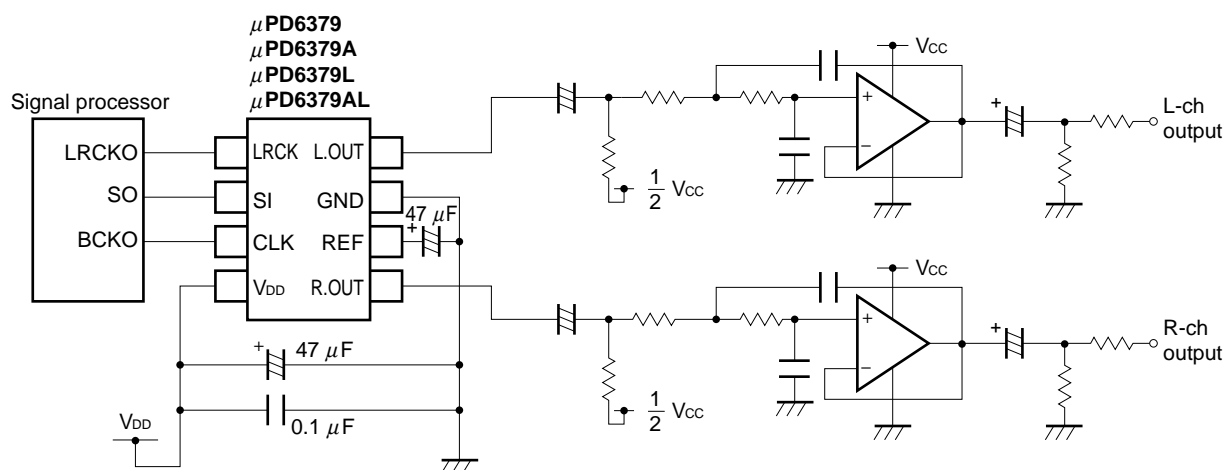 μPD6379
μPD6379A
μPD6379L
μPD6379AL
Signal processor
LRCKO
SO
BCKO
LRCK
SI
CLK
VDD
L.OUT
GND
REF
R.OUT
+
47 μF
+
47 μF
0.1 μF
VDD
1/2 VCC
VCC
+
−
+
L-ch
output
1/2 VCC
VCC
+
−
+
R-ch
output